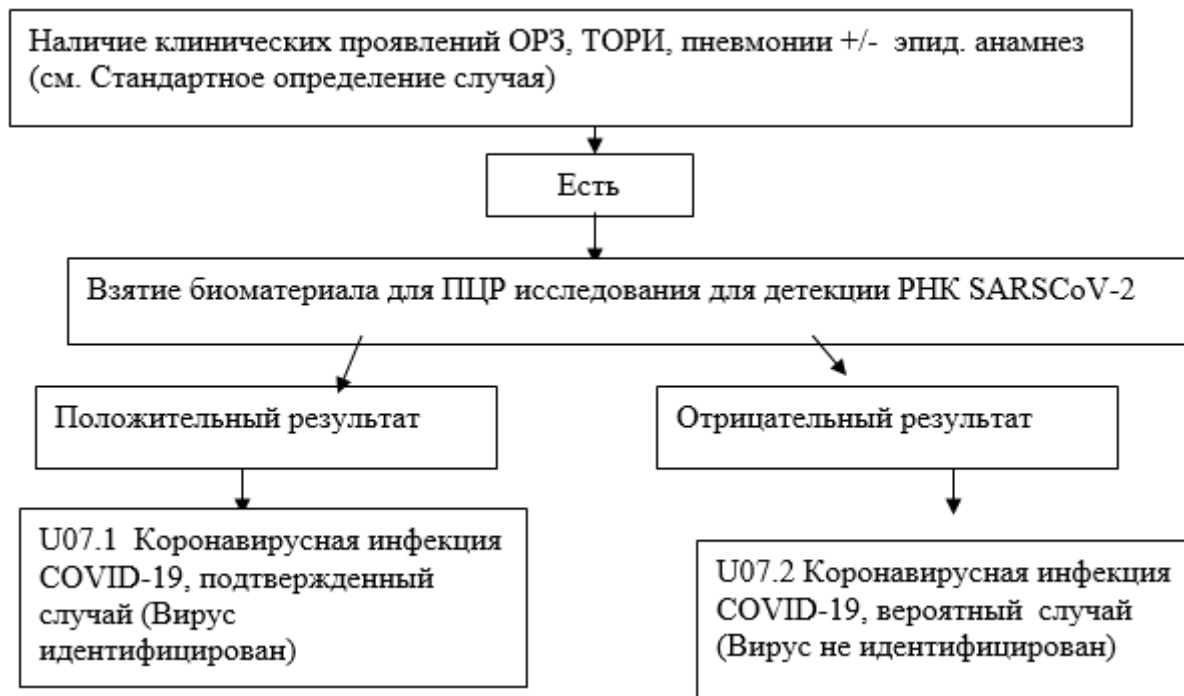 Наличие клинических проявлений ОРЗ, ТОРИ, пневмонии +/- эпид. анамнез
(см. Стандартное определение случая)
Есть
Взятие биоматериала для ПЦР исследования для детекции РНК SARSCoV-2
Положительный результат
Отрицательный результат
U07.1 Коронавирусная инфекция
COVID-19, подтвержденный
случай (Вирус
идентифицирован)
U07.2 Коронавирусная инфекция
COVID-19, вероятный случай
(Вирус не идентифицирован)